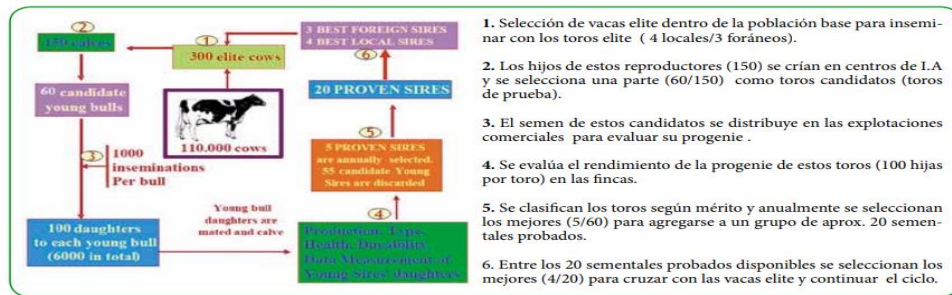 3 BEST FOREIGN SIRES
4 BEST LOCAL SIRES
2
150 calves
1
300 elite cows
6
60 candidate
young bulls
20 PROVEN SIRES
110.000 cows
5
5 PROVEN SIRES
are annually selected.
55 candidate Young
Sires are discarded
3
1000
inseminations
Per bull
Young bull
daughters are
mated and calve
4
100 daughters
to each young bull
(6000 in total)
Production, Type,
Health, Durability,
Data Measurement of
Young Sires' daughters
1. Selección de vacas elite dentro de la población base para insemi-
nar con los toros elite ( 4 locales/3 foráneos).
2. Los hijos de estos reproductores (150) se crían en centros de I.A
y se selecciona una parte (60/150) como toros candidatos (toros
de prueba).
3. El semen de estos candidatos se distribuye en las explotaciones
comerciales para evaluar su progenie .
4. Se evalúa el rendimiento de la progenie de estos toros (100 hijas
por toro) en las fincas.
5. Se clasifican los toros según mérito y anualmente se seleccionan
los mejores (5/60) para agregarse a un grupo de aprox. 20 semen-
tales probados.
6. Entre los 20 sementales probados disponibles se seleccionan los
mejores (4/20) para cruzar con las vacas elite y continuar el ciclo.